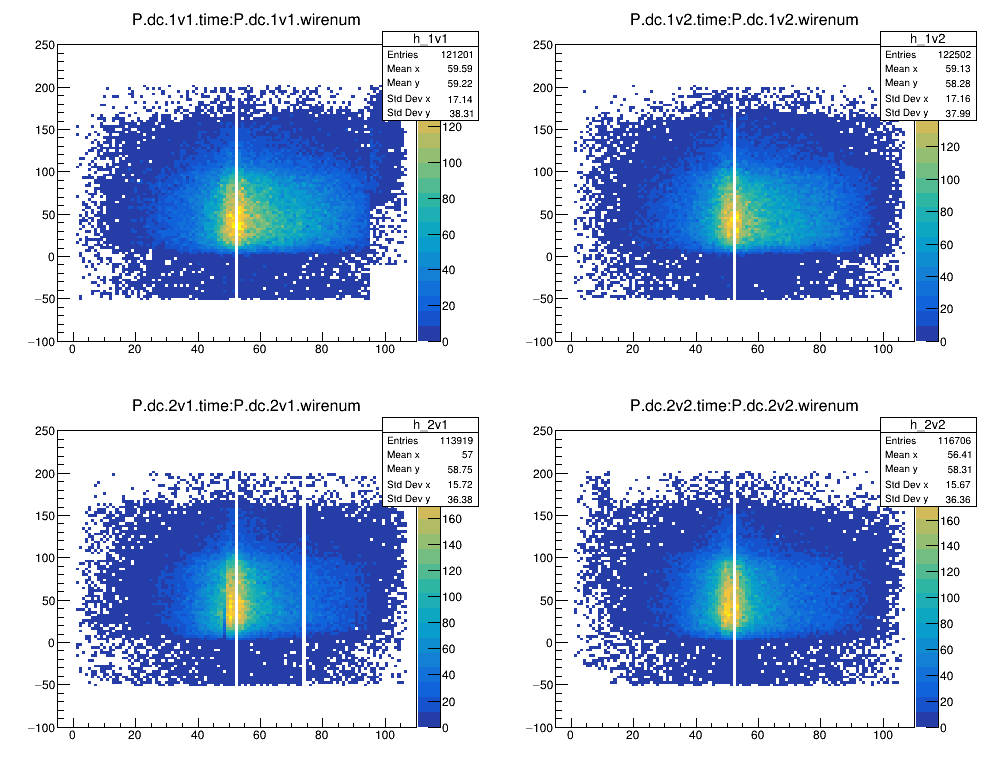 P.dc.1v1.time:P.dc.1v1.wirenum
h_1v1
Entries 121201
Mean x 59.59
Mean y 59.22
Std Dev x 17.14
Std Dev y 38.31
250
200
150
100
50
0
−50
−100
0 20 40 60 80 100
120
100
80
60
40
20
0
P.dc.1v2.time:P.dc.1v2.wirenum
h_1v2
Entries 122502
Mean x 59.13
Mean y 58.28
Std Dev x 17.16
Std Dev y 37.99
250
200
150
100
50
0
−50
−100
0 20 40 60 80 100
120
100
80
60
40
20
0
P.dc.2v1.time:P.dc.2v1.wirenum
h_2v1
Entries 113919
Mean x 57
Mean y 58.75
Std Dev x 15.72
Std Dev y 36.38
250
200
150
100
50
0
−50
−100
0 20 40 60 80 100
160
140
120
100
80
60
40
20
0
P.dc.2v2.time:P.dc.2v2.wirenum
h_2v2
Entries 116706
Mean x 56.41
Mean y 58.31
Std Dev x 15.67
Std Dev y 36.36
250
200
150
100
50
0
−50
−100
0 20 40 60 80 100
160
140
120
100
80
60
40
20
0